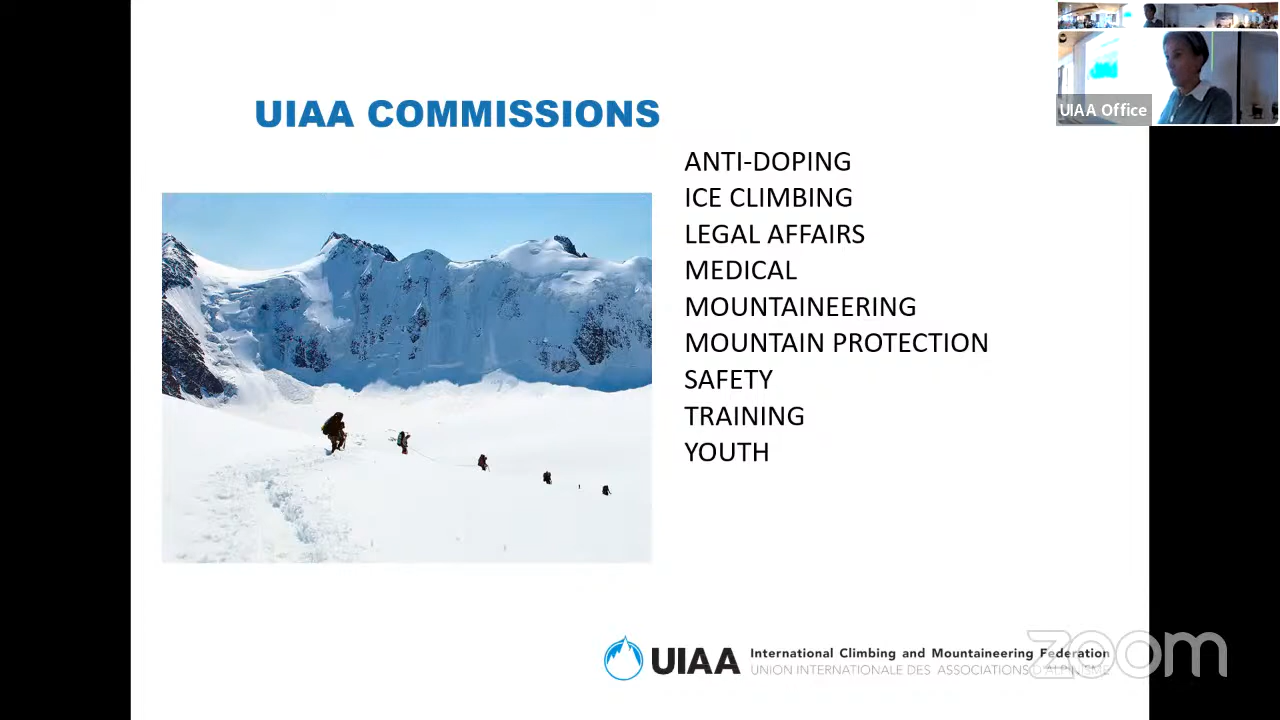 UIAA Office
UIAA COMMISSIONS
ANTI-DOPING
ICE CLIMBING
LEGAL AFFAIRS
MEDICAL
MOUNTAINEERING
MOUNTAIN PROTECTION
SAFETY
TRAINING
YOUTH
UIAA
International Climbing and Mountaineering Federation
UNION INTERNATIONALE DES ASSOCIATIONS D'ALPINISME
zoom